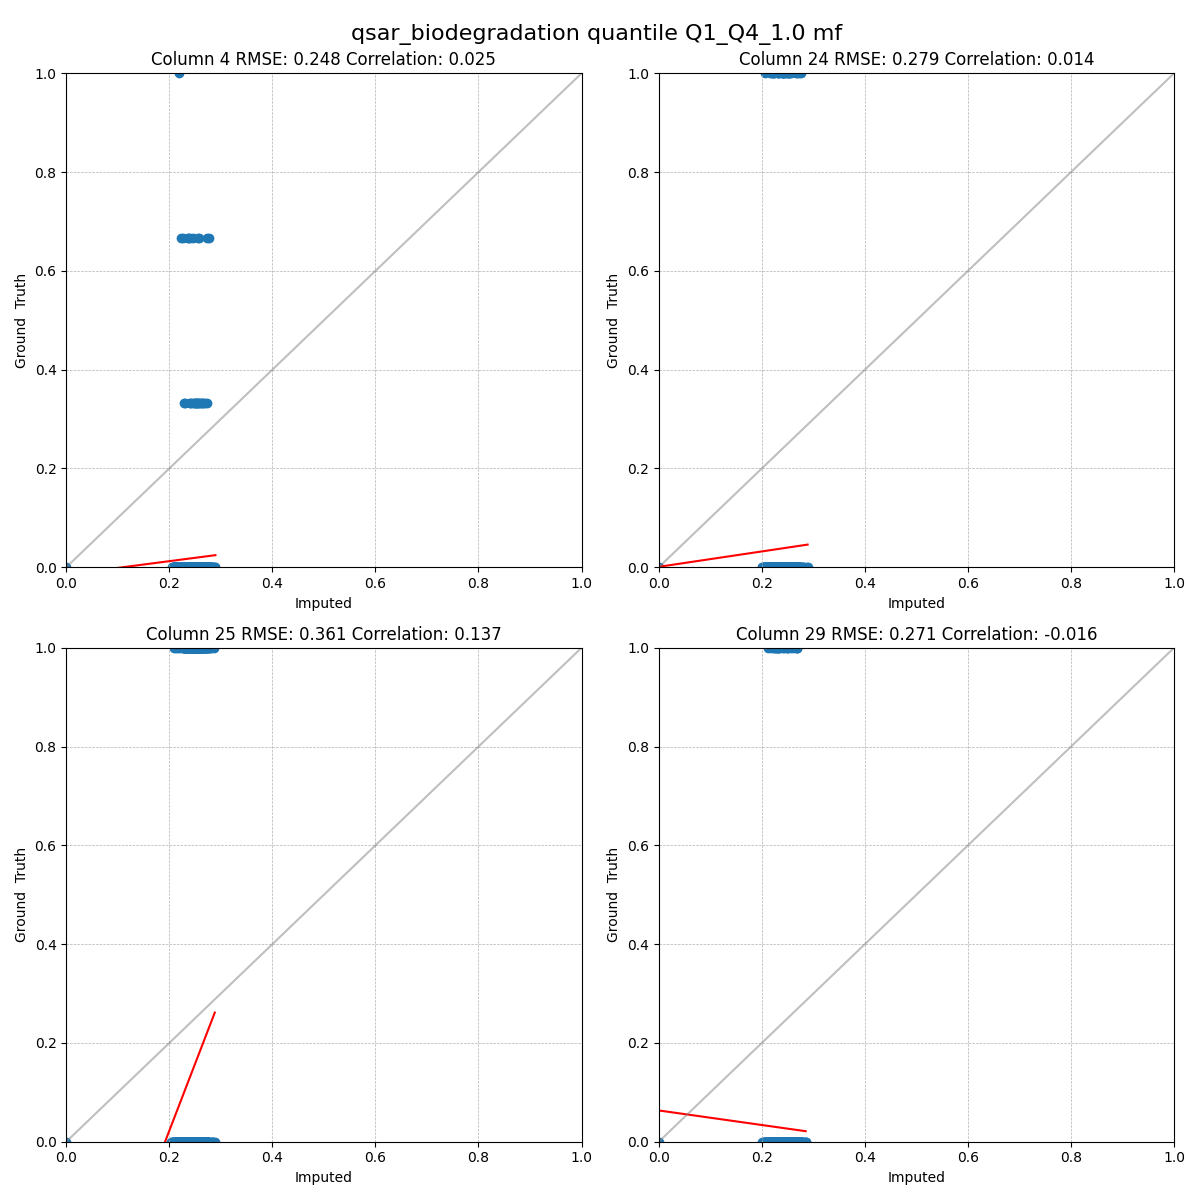 qsar_biodegradation quantile Q1_Q4_1.0 mf
Column 4 RMSE: 0.248 Correlation: 0.025
1.0
0.8
0.6
0.4
0.2
0.0
Ground Truth
0.0 0.2 0.4 0.6 0.8 1.0
Imputed
Column 24 RMSE: 0.279 Correlation: 0.014
1.0
0.8
0.6
0.4
0.2
0.0
Ground Truth
0.0 0.2 0.4 0.6 0.8 1.0
Imputed
Column 25 RMSE: 0.361 Correlation: 0.137
1.0
0.8
0.6
0.4
0.2
0.0
Ground Truth
0.0 0.2 0.4 0.6 0.8 1.0
Imputed
Column 29 RMSE: 0.271 Correlation: -0.016
1.0
0.8
0.6
0.4
0.2
0.0
Ground Truth
0.0 0.2 0.4 0.6 0.8 1.0
Imputed